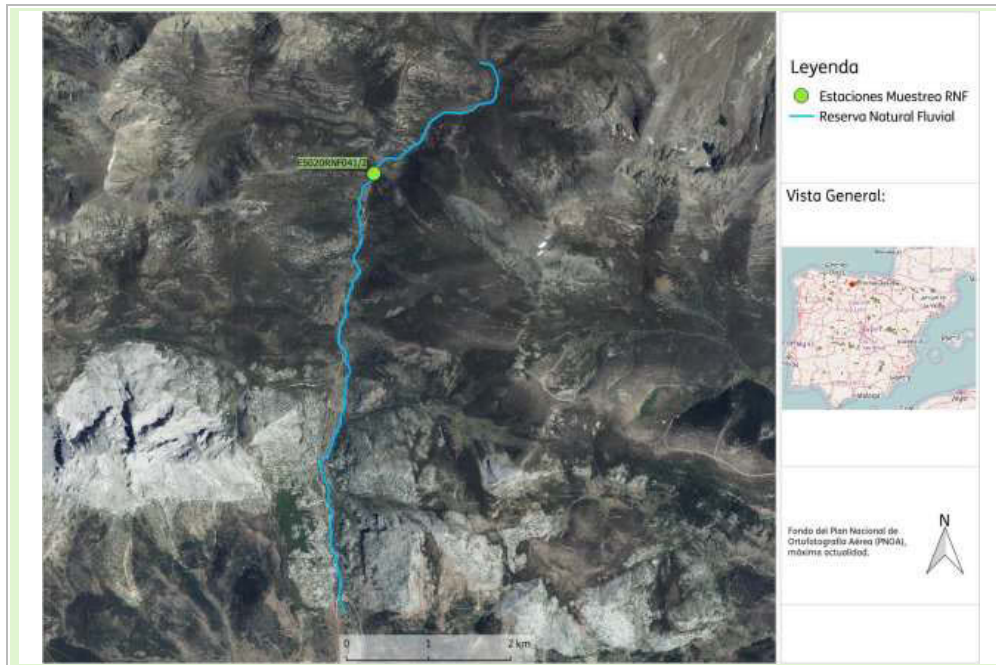 Leyenda
Estaciones Muestreo RNF
Reserva Natural Fluvial
ES020RNF041/2
Vista General:
Fondo del Plan Nacional de
Ortofotografía Aérea (PNOA),
máxima actualidad.
N
0 1 2 km